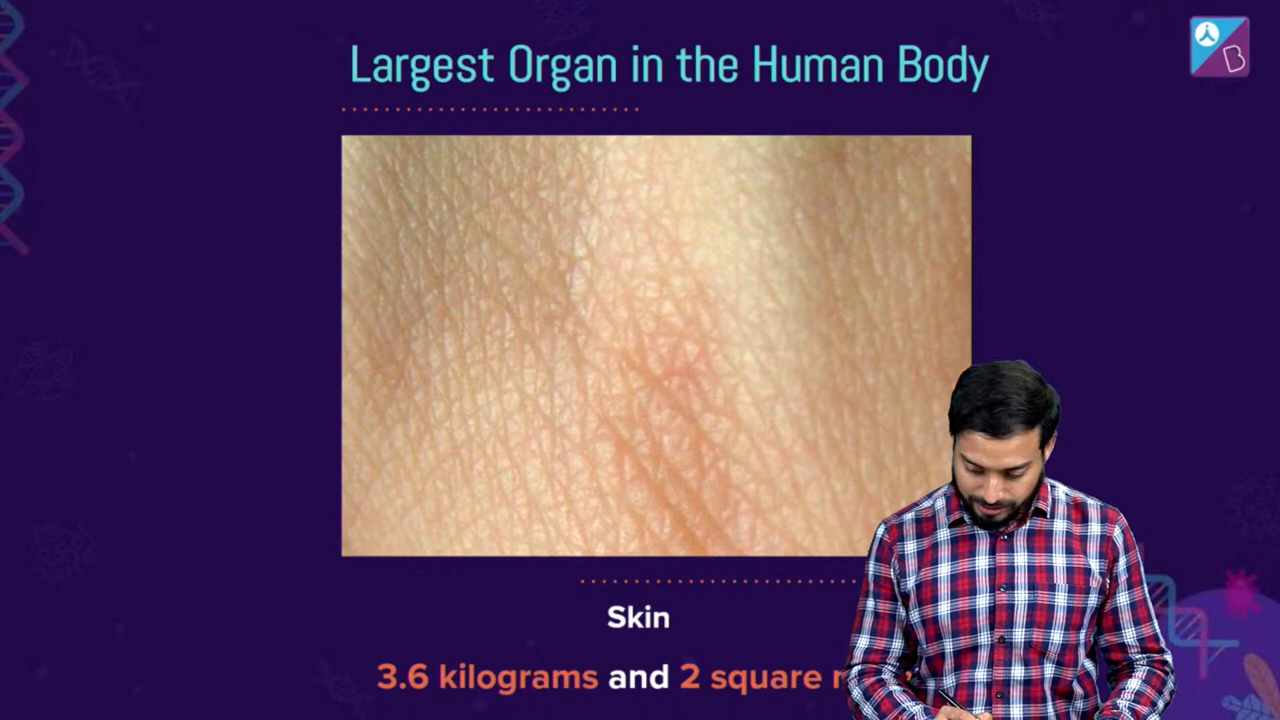 Largest Organ in the Human Body
B
Skin
3.6 kilograms and 2 square